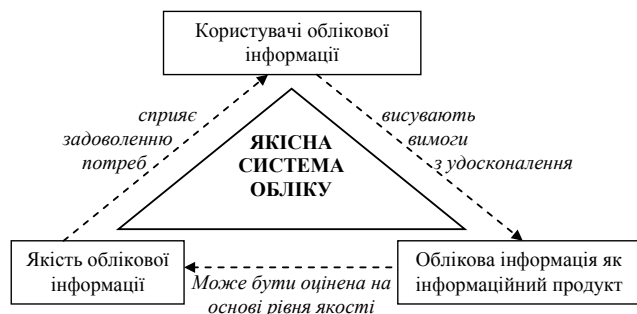 Користувачі облікової
інформації
сприяє
задоволенню
потреб
висувають
вимоги
з удосконалення
ЯКІСНА
СИСТЕМА
ОБЛІКУ
Якість облікової
інформації
Може бути оцінена на
основі рівня якості
Облікова інформація як
інформаційний продукт